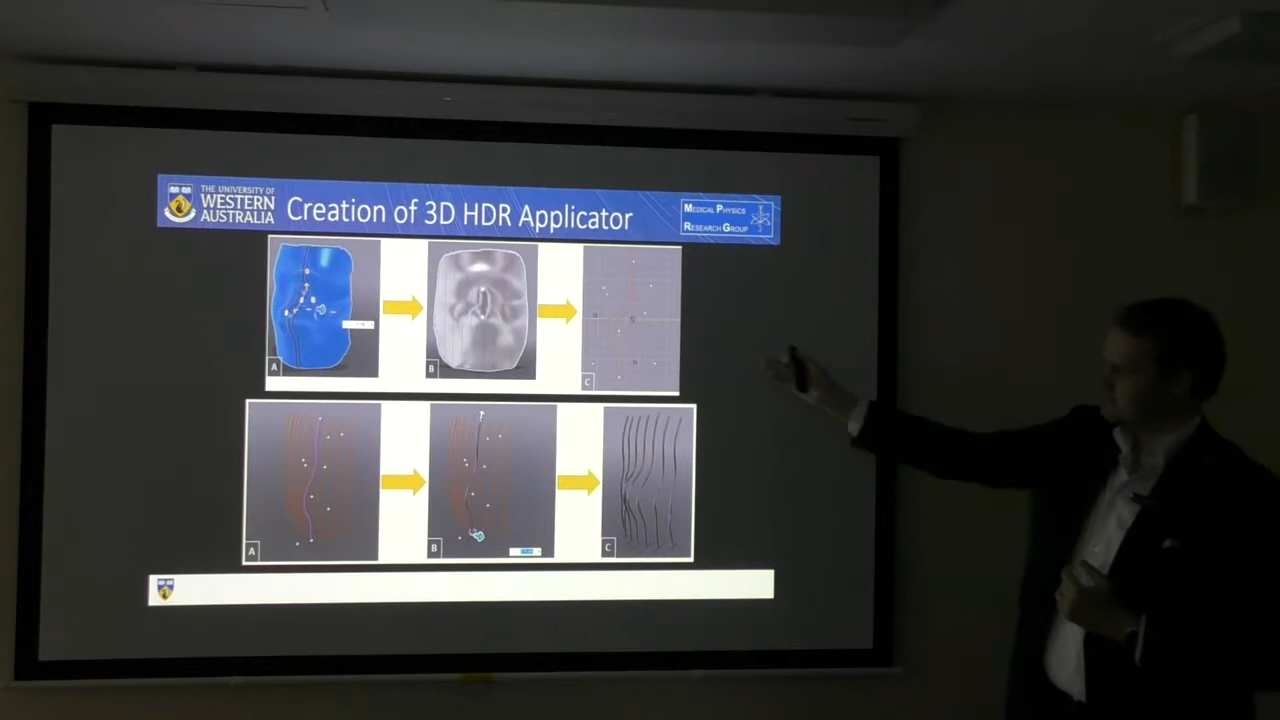 THE UNIVERSITY OF
WESTERN
AUSTRALIA
Creation of 3D HDR Applicator
MEDICAL PHYSICS
RESEARCH GROUP
A
B
C
A
B
C